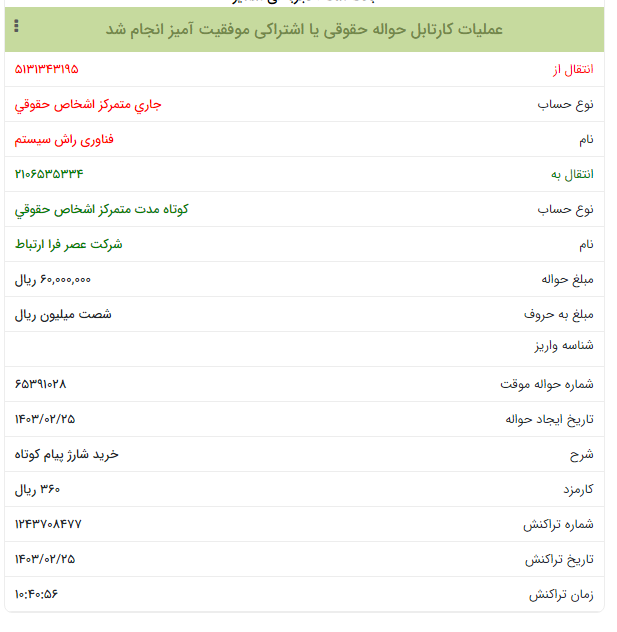 عملیات کارتابل حواله حقوقی یا اشتراکی موفقیت آمیز انجام شد
انتقال از ۵۱۳۱۳۴۳۱۹۵
نوع حساب جاري متمرکز اشخاص حقوقي
نام فناوری راش سیستم
انتقال به ۲۱۰۶۵۳۵۳۳۴
نوع حساب کوتاه مدت متمرکز اشخاص حقوقي
نام شرکت عصر فرا ارتباط
مبلغ حواله ۶۰,۰۰۰,۰۰۰ ریال
مبلغ به حروف شصت میلیون ریال
شناسه واریز
شماره حواله موقت ۶۵۳۹۱۰۲۸
تاریخ ایجاد حواله ۱۴۰۳/۰۲/۲۵
شرح خرید شارژ پیام کوتاه
کارمزد ۳۶۰ ریال
شماره تراکنش ۱۲۴۳۷۰۸۴۷۷
تاریخ تراکنش ۱۴۰۳/۰۲/۲۵
زمان تراکنش ۱۰:۴۰:۵۶